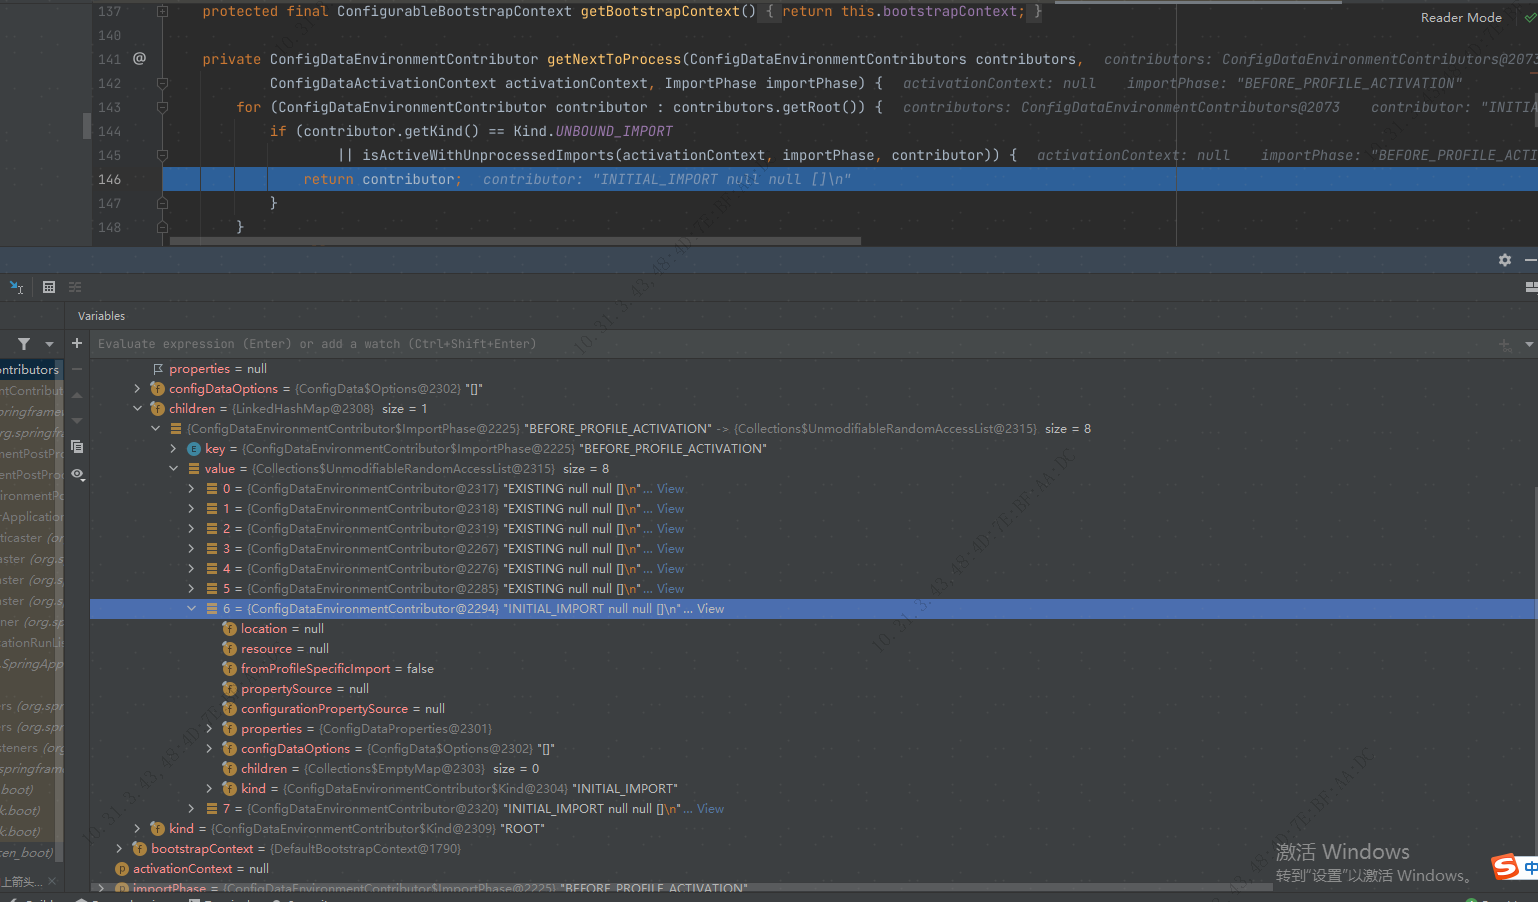 137 protected final ConfigurableBootstrapContext getBootstrapContext() { return this.bootstrapContext; }
Reader Mode
140
141 @ private ConfigDataEnvironmentContributor getNextToProcess(ConfigDataEnvironmentContributors contributors, contributors: ConfigDataEnvironmentContributors@2073
142 ConfigDataActivationContext activationContext, ImportPhase importPhase) { activationContext: null importPhase: "BEFORE_PROFILE_ACTIVATION"
143 for (ConfigDataEnvironmentContributor contributor : contributors.getRoot()) { contributors: ConfigDataEnvironmentContributors@2073 contributor: "INITIA
144 if (contributor.getKind() == Kind.UNBOUND_IMPORT
145 || isActiveWithUnprocessedImports(activationContext, importPhase, contributor)) { activationContext: null importPhase: "BEFORE_PROFILE_ACTI
146 return contributor; contributor: "INITIAL_IMPORT null null []\n"
147 }
148 }
Variables
Evaluate expression (Enter) or add a watch (Ctrl+Shift+Enter)
ontributors
entContribut
springframe
rg.springfr
mentPostPro
entPostProc
vironmentPo
rApplication
ticaster (or
aster (org.s
aster (org.s
aster (org.s
ner (org.sp
ationRunLis
.SpringApp
rs (org.spr
rs (org.spr
steners (org
springfram
boot)
k.boot)
k.boot)
cen_boot)
上箭头...
properties = null
configDataOptions = {ConfigData$Options@2302} "[]"
children = {LinkedHashMap@2308} size = 1
{ConfigDataEnvironmentContributor$ImportPhase@2225} "BEFORE_PROFILE_ACTIVATION" -> {Collections$UnmodifiableRandomAccessList@2315} size = 8
key = {ConfigDataEnvironmentContributor$ImportPhase@2225} "BEFORE_PROFILE_ACTIVATION"
value = {Collections$UnmodifiableRandomAccessList@2315} size = 8
0 = {ConfigDataEnvironmentContributor@2317} "EXISTING null null []\n"... View
1 = {ConfigDataEnvironmentContributor@2318} "EXISTING null null []\n"... View
2 = {ConfigDataEnvironmentContributor@2319} "EXISTING null null []\n"... View
3 = {ConfigDataEnvironmentContributor@2267} "EXISTING null null []\n"... View
4 = {ConfigDataEnvironmentContributor@2276} "EXISTING null null []\n"... View
5 = {ConfigDataEnvironmentContributor@2285} "EXISTING null null []\n"... View
6 = {ConfigDataEnvironmentContributor@2294} "INITIAL_IMPORT null null []\n"... View
location = null
resource = null
fromProfileSpecificImport = false
propertySource = null
configurationPropertySource = null
properties = {ConfigDataProperties@2301}
configDataOptions = {ConfigData$Options@2302} "[]"
children = {Collections$EmptyMap@2303} size = 0
kind = {ConfigDataEnvironmentContributor$Kind@2304} "INITIAL_IMPORT"
7 = {ConfigDataEnvironmentContributor@2320} "INITIAL_IMPORT null null []\n"... View
kind = {ConfigDataEnvironmentContributor$Kind@2309} "ROOT"
bootstrapContext = {DefaultBootstrapContext@1790}
activationContext = null
importPhase = {ConfigDataEnvironmentContributor$ImportPhase@2225} "BEFORE_PROFILE_ACTIVATION"
激活 Windows
转到"设置"以激活 Windows。
中